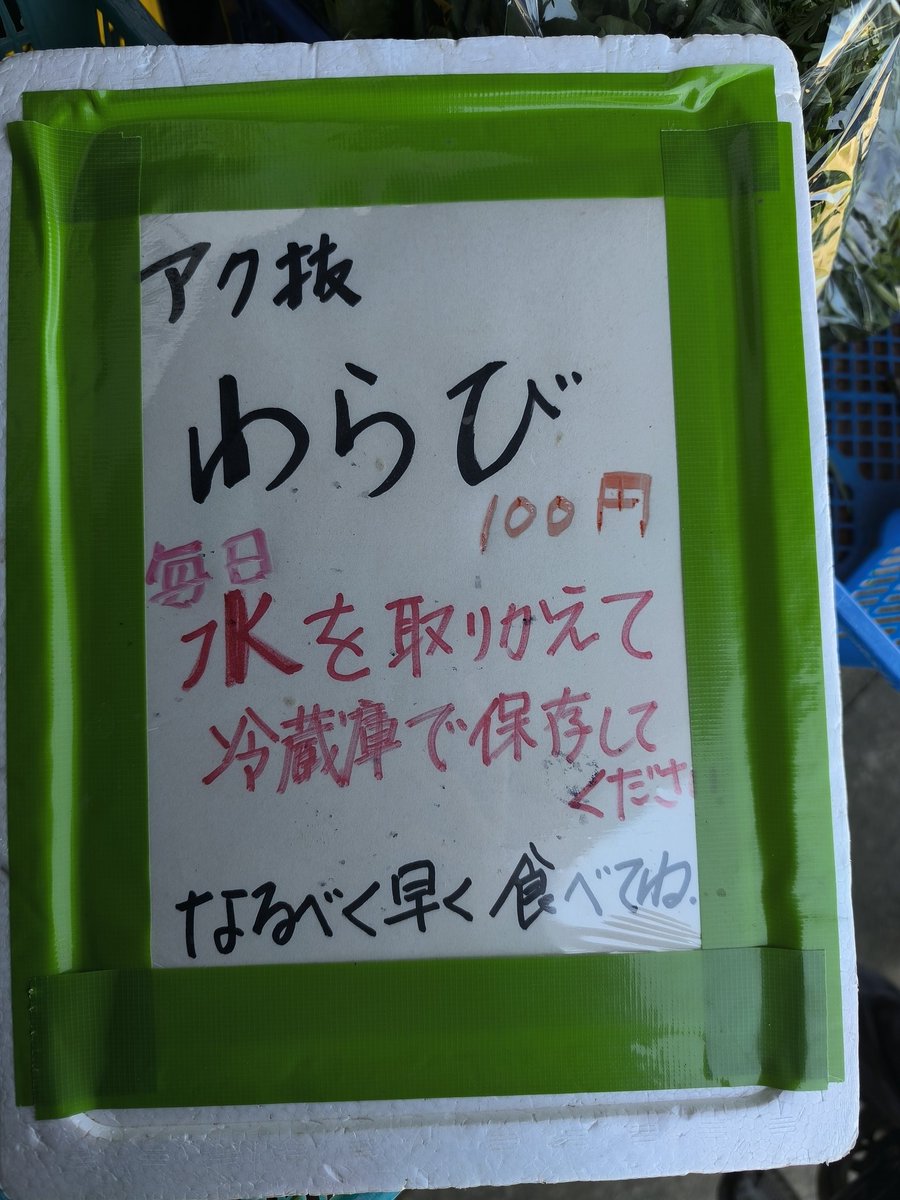 アク抜
わらび
100円
毎日
水を取りかえて
冷蔵庫で保存して
ください
なるべく早く食べてね.